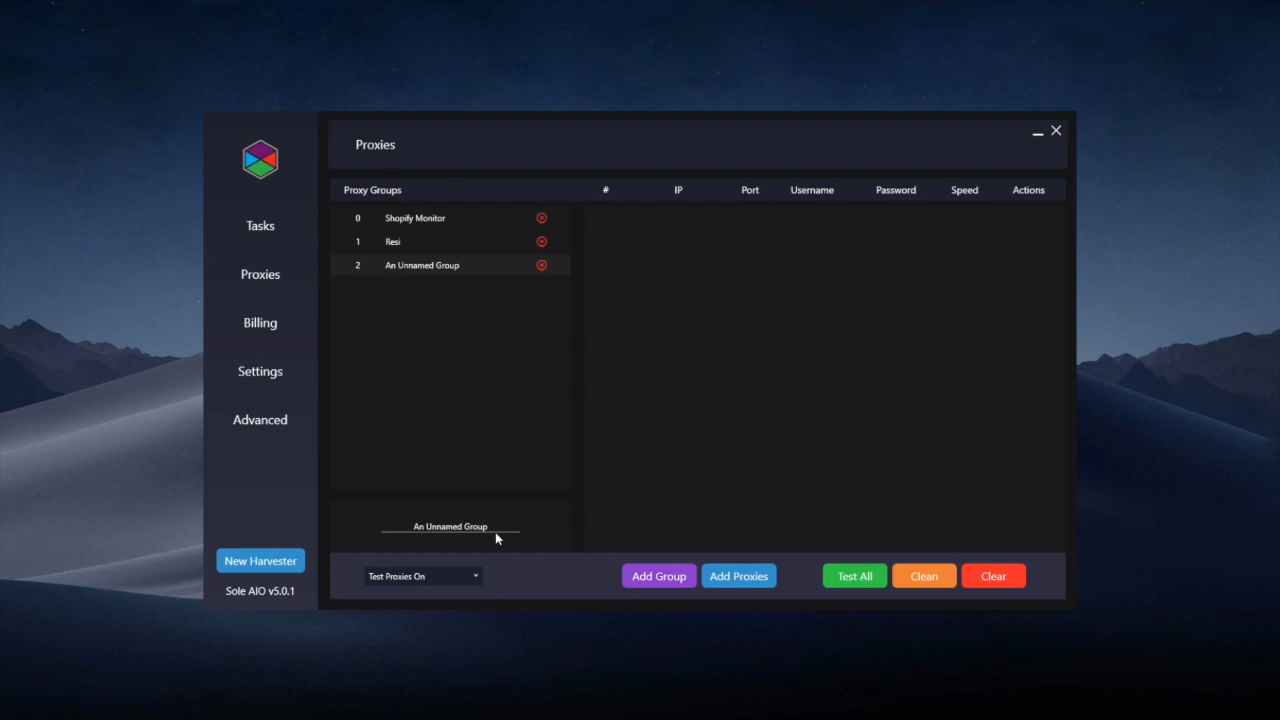 Proxies
Proxy Groups # IP Port Username Password Speed Actions
0 Shopify Monitor
1 Resi
2 An Unnamed Group
Tasks
Proxies
Billing
Settings
Advanced
An Unnamed Group
New Harvester
Sole AIO v5.0.1
Test Proxies On
Add Group
Add Proxies
Test All
Clean
Clear